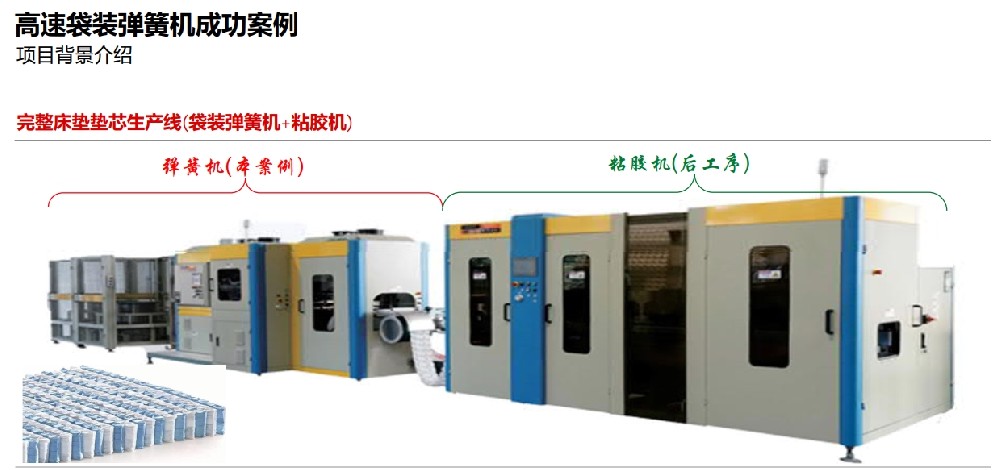 高速袋装弹簧机成功案例
项目背景介绍
完整床垫垫芯生产线(袋装弹簧机+粘胶机)
弹簧机(本案例)
粘胶机(后工序)